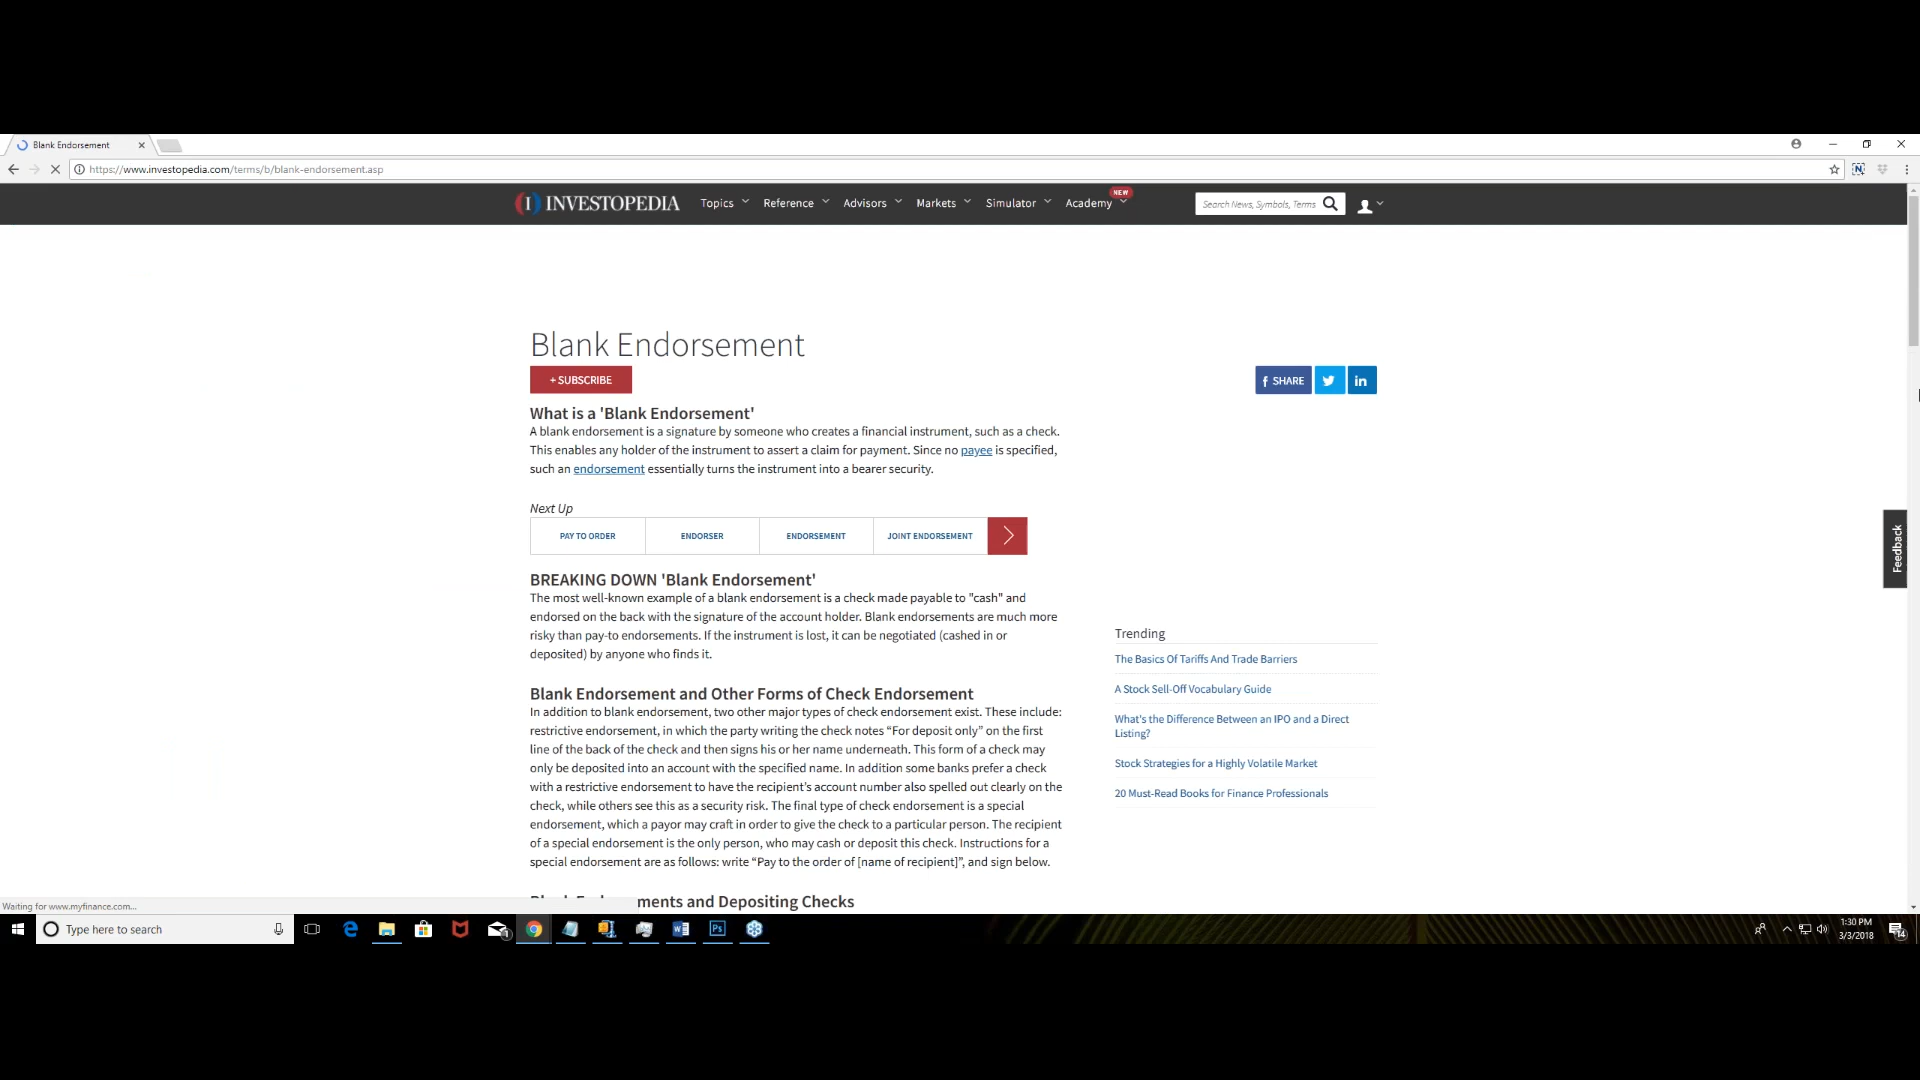 Blank Endorsement
https://www.investopedia.com/terms/b/blank-endorsement.asp
INVESTOPEDIA Topics Reference Advisors Markets Simulator Academy NEW
Search News, Symbols, Terms
Blank Endorsement
+ SUBSCRIBE
f SHARE
in
What is a 'Blank Endorsement'
A blank endorsement is a signature by someone who creates a financial instrument, such as a check.
This enables any holder of the instrument to assert a claim for payment. Since no payee is specified,
such an endorsement essentially turns the instrument into a bearer security.
Next Up
PAY TO ORDER ENDORSER ENDORSEMENT JOINT ENDORSEMENT
Feedback
BREAKING DOWN 'Blank Endorsement'
The most well-known example of a blank endorsement is a check made payable to "cash" and
endorsed on the back with the signature of the account holder. Blank endorsements are much more
risky than pay-to endorsements. If the instrument is lost, it can be negotiated (cashed in or
deposited) by anyone who finds it.
Blank Endorsement and Other Forms of Check Endorsement
In addition to blank endorsement, two other major types of check endorsement exist. These include:
restrictive endorsement, in which the party writing the check notes “For deposit only” on the first
line of the back of the check and then signs his or her name underneath. This form of a check may
only be deposited into an account with the specified name. In addition some banks prefer a check
with a restrictive endorsement to have the recipient’s account number also spelled out clearly on the
check, while others see this as a security risk. The final type of check endorsement is a special
endorsement, which a payor may craft in order to give the check to a particular person. The recipient
of a special endorsement is the only person, who may cash or deposit this check. Instructions for a
special endorsement are as follows: write “Pay to the order of [name of recipient]”, and sign below.
ments and Depositing Checks
Trending
The Basics Of Tariffs And Trade Barriers
A Stock Sell-Off Vocabulary Guide
What's the Difference Between an IPO and a Direct
Listing?
Stock Strategies for a Highly Volatile Market
20 Must-Read Books for Finance Professionals
Waiting for www.myfinance.com...
Type here to search
1:30 PM
3/3/2018
14